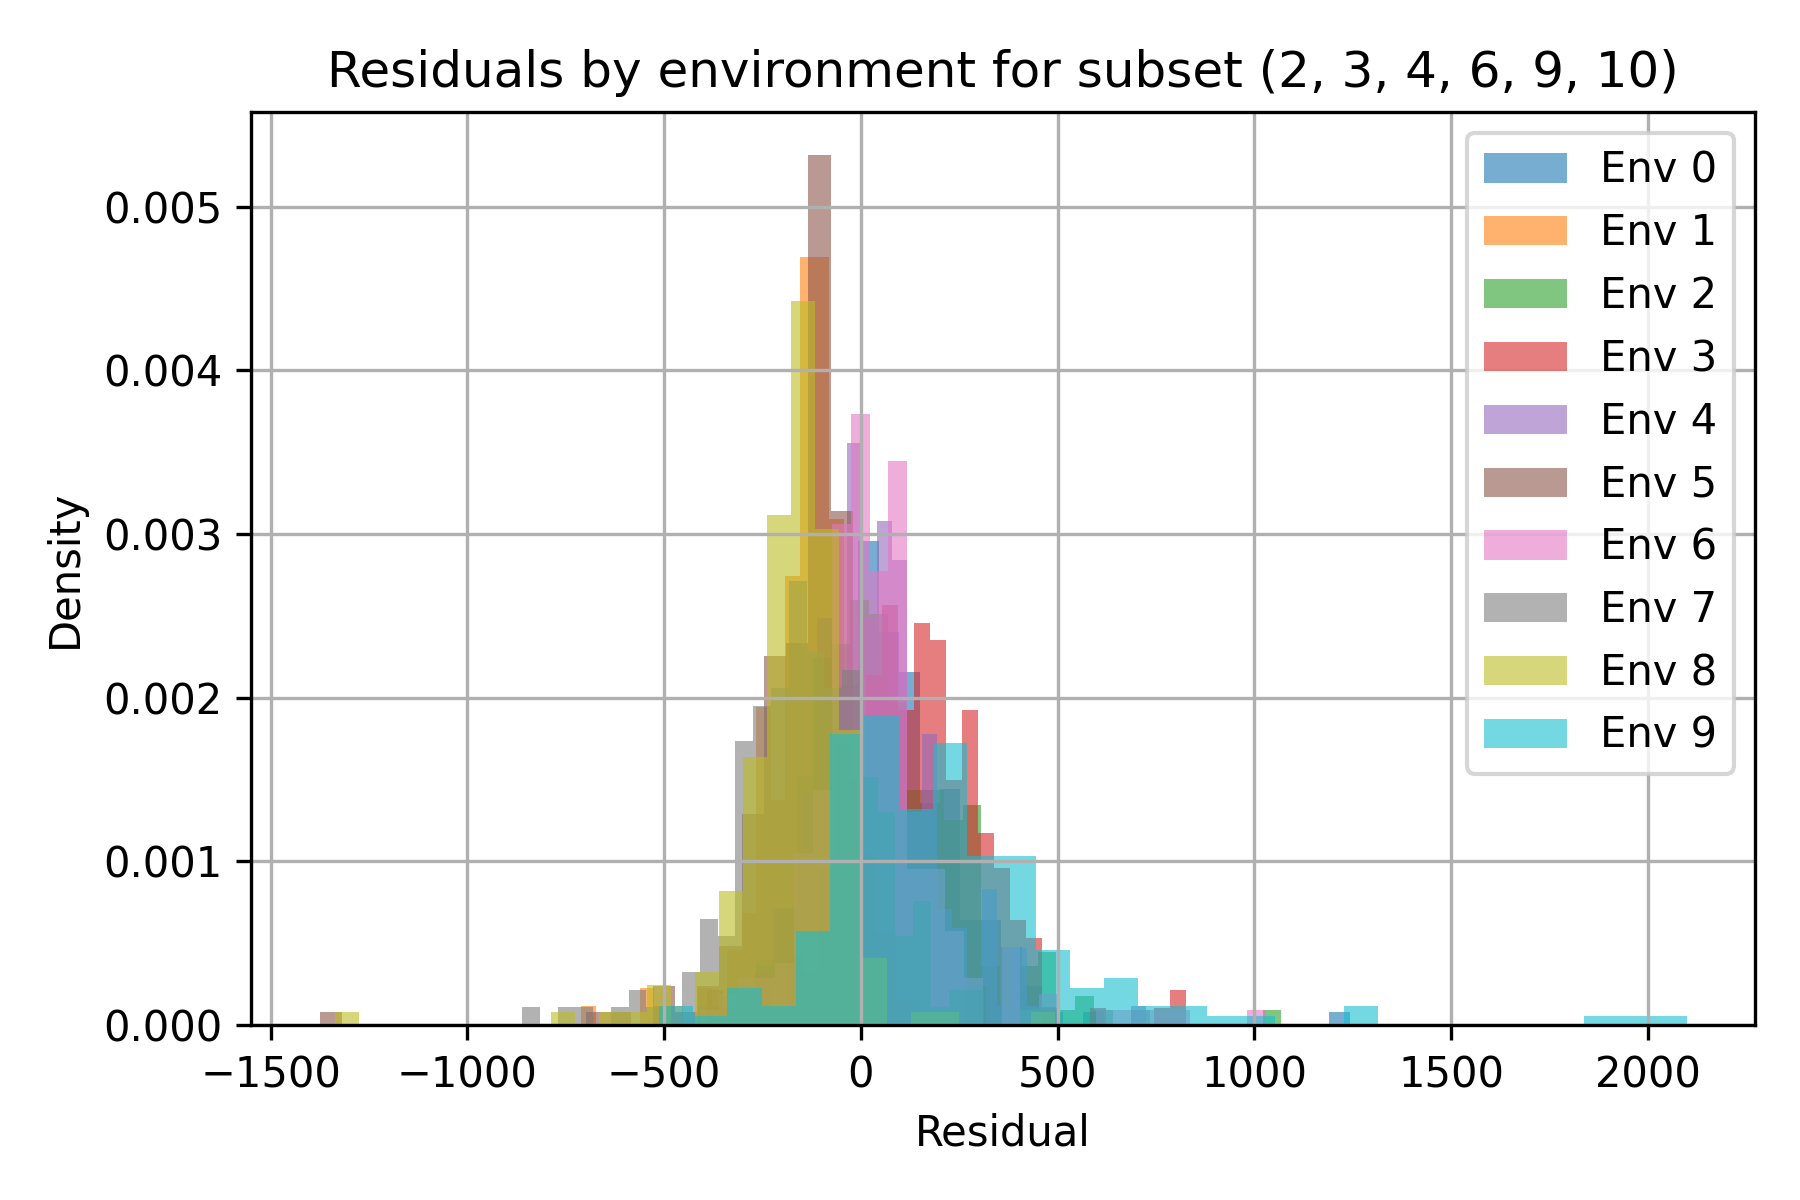 Residuals by environment for subset (2, 3, 4, 6, 9, 10)
Env 0
Env 1
Env 2
Env 3
Env 4
Env 5
Env 6
Env 7
Env 8
Env 9
Density
0.005
0.004
0.003
0.002
0.001
0.000
−1500 −1000 −500 0 500 1000 1500 2000
Residual